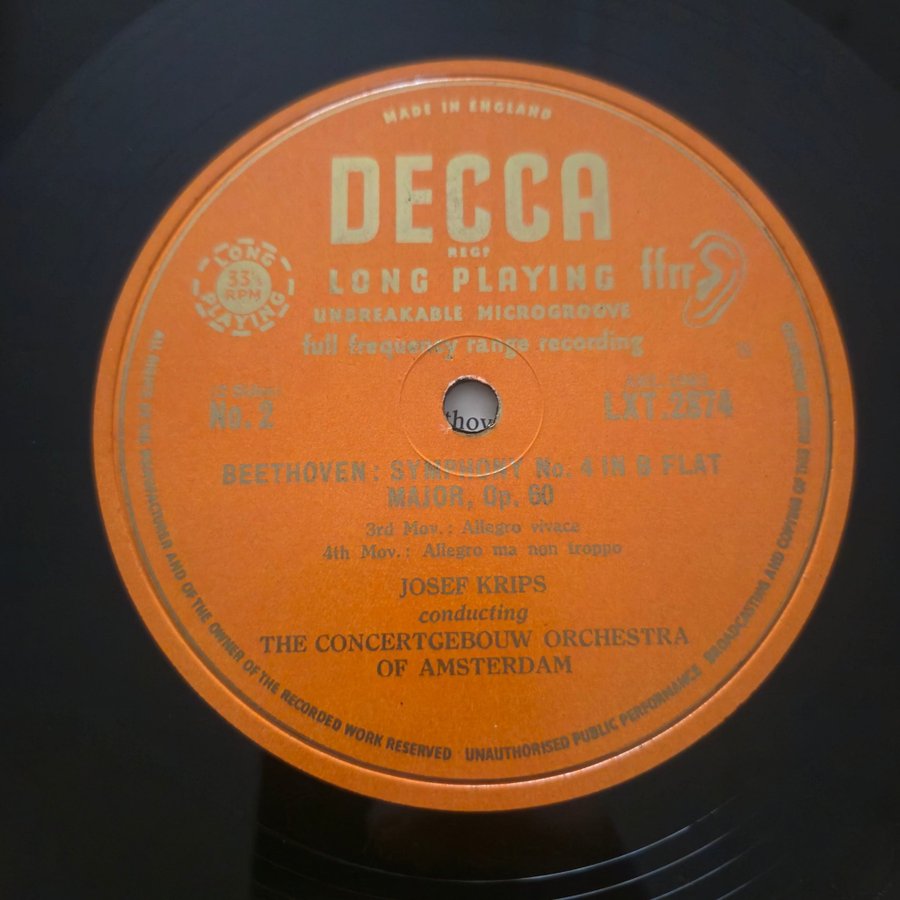 MADE IN ENGLAND
DECCA
REGD
LONG PLAYING
LONG
33⅓
RPM
PLAYING
ffrr
UNBREAKABLE MICROGROOVE
full frequency range recording
(2 Sides)
No. 2
LXT.2874
thov
BEETHOVEN: SYMPHONY No. 4 IN B FLAT
MAJOR, Op. 60
3rd Mov.: Allegro vivace
4th Mov.: Allegro ma non troppo
JOSEF KRIPS
conducting
THE CONCERTGEBOUW ORCHESTRA
OF AMSTERDAM
ALL RIGHTS OF THE MANUFACTURER AND OF THE OWNER OF THE RECORDED WORK RESERVED · UNAUTHORISED PUBLIC PERFORMANCE BROADCASTING AND COPYING OF THIS RECORD PROHIBITED